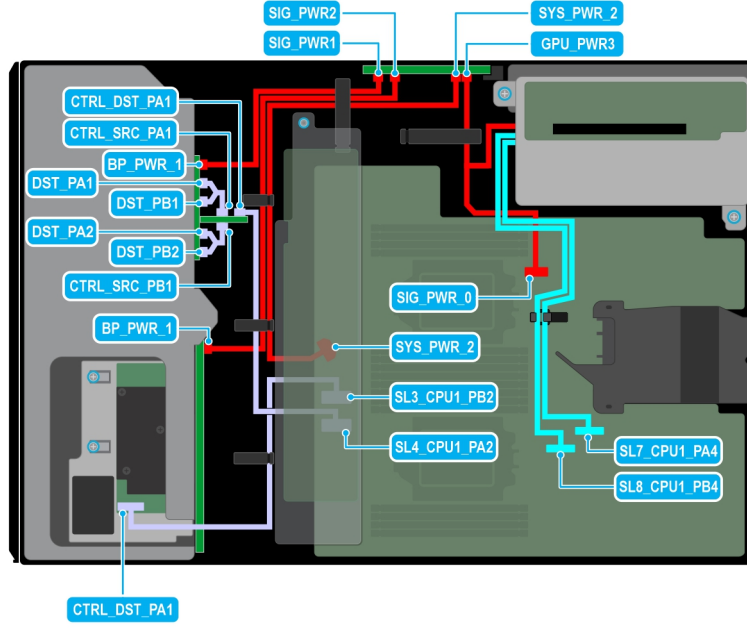 SIG_PWR2
SYS_PWR_2
SIG_PWR1
GPU_PWR3
CTRL_DST_PA1
CTRL_SRC_PA1
BP_PWR_1
DST_PA1
DST_PB1
DST_PA2
DST_PB2
CTRL_SRC_PB1
SIG_PWR_0
BP_PWR_1
SYS_PWR_2
SL3_CPU1_PB2
SL4_CPU1_PA2
SL7_CPU1_PA4
SL8_CPU1_PB4
CTRL_DST_PA1